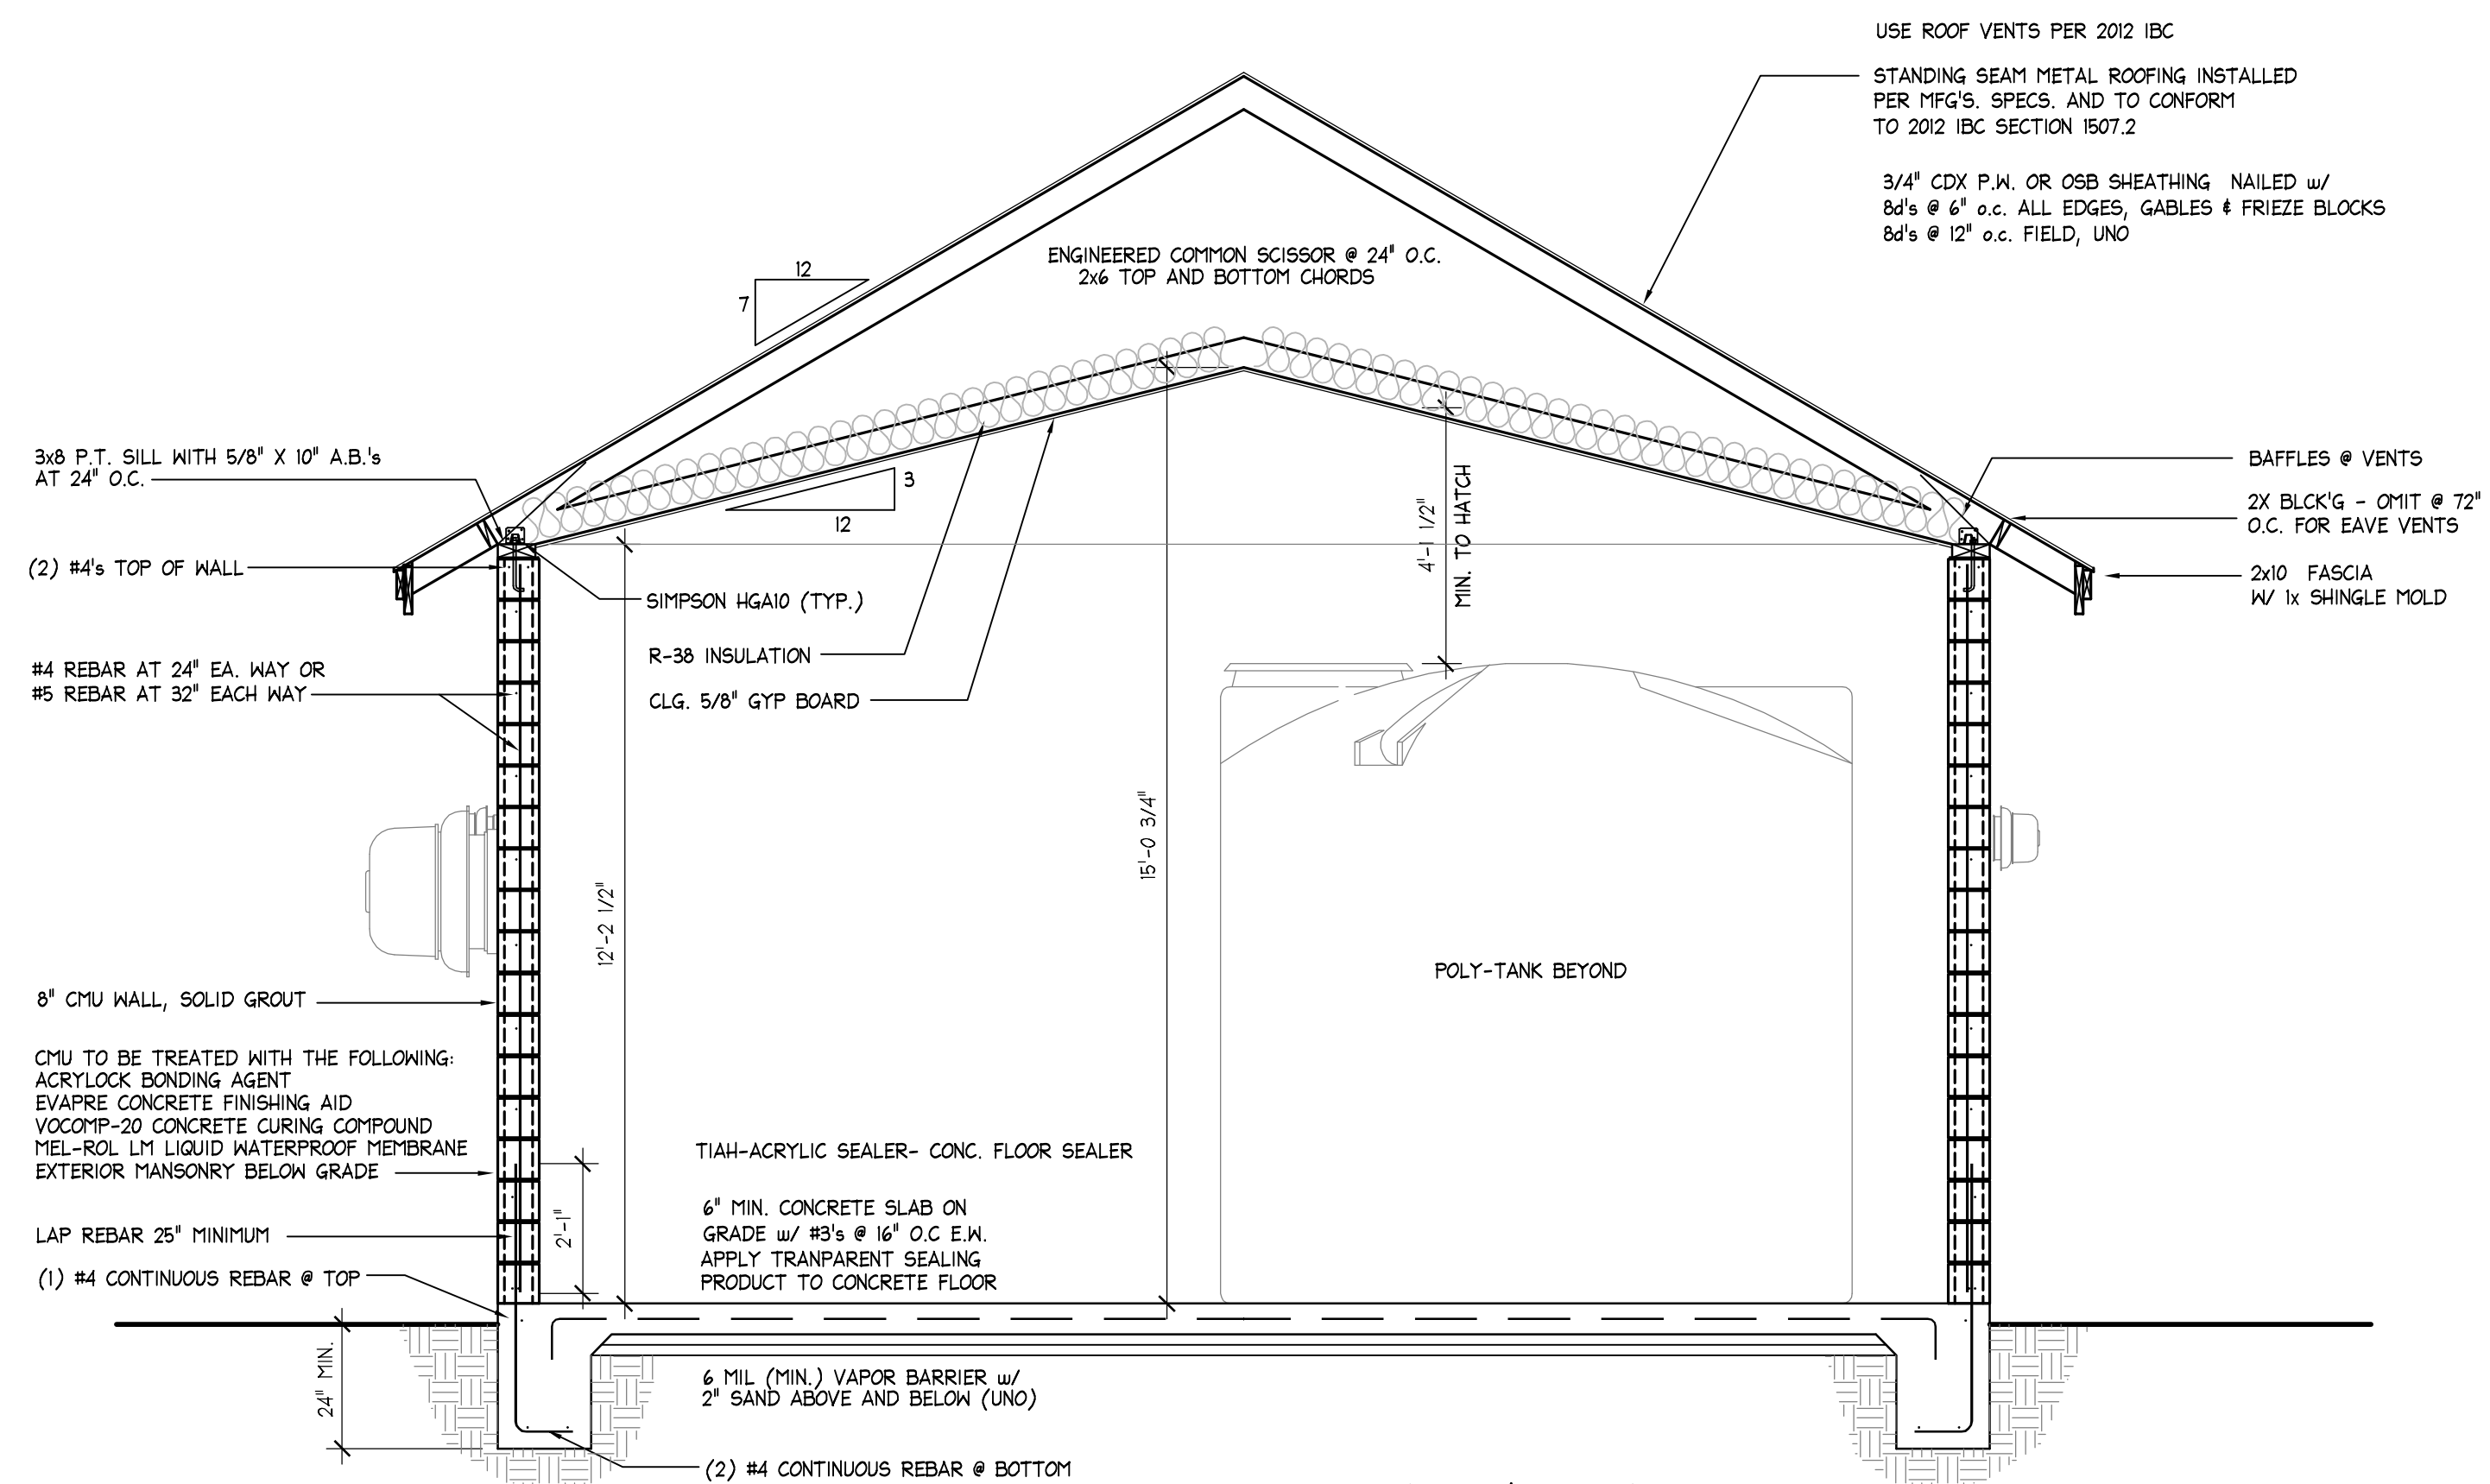 USE ROOF VENTS PER 2012 IBC
STANDING SEAM METAL ROOFING INSTALLED
PER MFG'S. SPECS. AND TO CONFORM
TO 2012 IBC SECTION 1507.2
3/4" CDX P.W. OR OSB SHEATHING NAILED w/
8d's @ 6" o.c. ALL EDGES, GABLES & FRIEZE BLOCKS
8d's @ 12" o.c. FIELD, UNO
ENGINEERED COMMON SCISSOR @ 24" O.C.
2x6 TOP AND BOTTOM CHORDS
12
7
3
12
3x8 P.T. SILL WITH 5/8" X 10" A.B.'s
AT 24" O.C.
(2) #4's TOP OF WALL
#4 REBAR AT 24" EA. WAY OR
#5 REBAR AT 32" EACH WAY
8" CMU WALL, SOLID GROUT
CMU TO BE TREATED WITH THE FOLLOWING:
ACRYLOCK BONDING AGENT
EVAPRE CONCRETE FINISHING AID
VOCOMP-20 CONCRETE CURING COMPOUND
MEL-ROL LM LIQUID WATERPROOF MEMBRANE
EXTERIOR MANSONRY BELOW GRADE
LAP REBAR 25" MINIMUM
(1) #4 CONTINUOUS REBAR @ TOP
24" MIN.
SIMPSON HGA10 (TYP.)
R-38 INSULATION
CLG. 5/8" GYP BOARD
12'-2 1/2"
2'-1"
15'-0 3/4"
4'-1 1/2"
MIN. TO HATCH
POLY-TANK BEYOND
TIAH-ACRYLIC SEALER- CONC. FLOOR SEALER
6" MIN. CONCRETE SLAB ON
GRADE w/ #3's @ 16" O.C E.W.
APPLY TRANPARENT SEALING
PRODUCT TO CONCRETE FLOOR
6 MIL (MIN.) VAPOR BARRIER w/
2" SAND ABOVE AND BELOW (UNO)
(2) #4 CONTINUOUS REBAR @ BOTTOM
BAFFLES @ VENTS
2X BLCK'G - OMIT @ 72"
O.C. FOR EAVE VENTS
2x10 FASCIA
W/ 1x SHINGLE MOLD